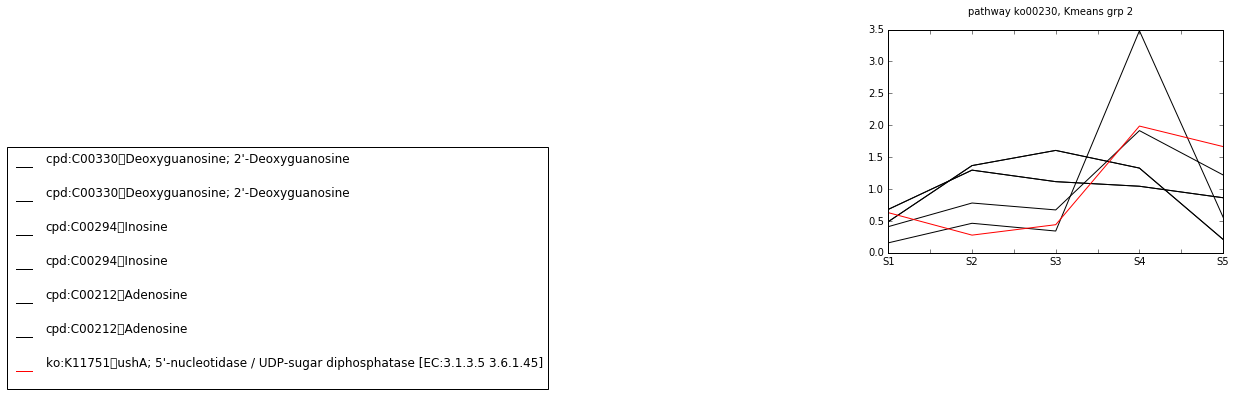 pathway ko00230, Kmeans grp 2
3.5
3.0
2.5
2.0
1.5
1.0
0.5
0.0
S1 S2 S3 S4 S5
cpd:C00330▯Deoxyguanosine; 2'-Deoxyguanosine
cpd:C00330▯Deoxyguanosine; 2'-Deoxyguanosine
cpd:C00294▯Inosine
cpd:C00294▯Inosine
cpd:C00212▯Adenosine
cpd:C00212▯Adenosine
ko:K11751▯ushA; 5'-nucleotidase / UDP-sugar diphosphatase [EC:3.1.3.5 3.6.1.45]